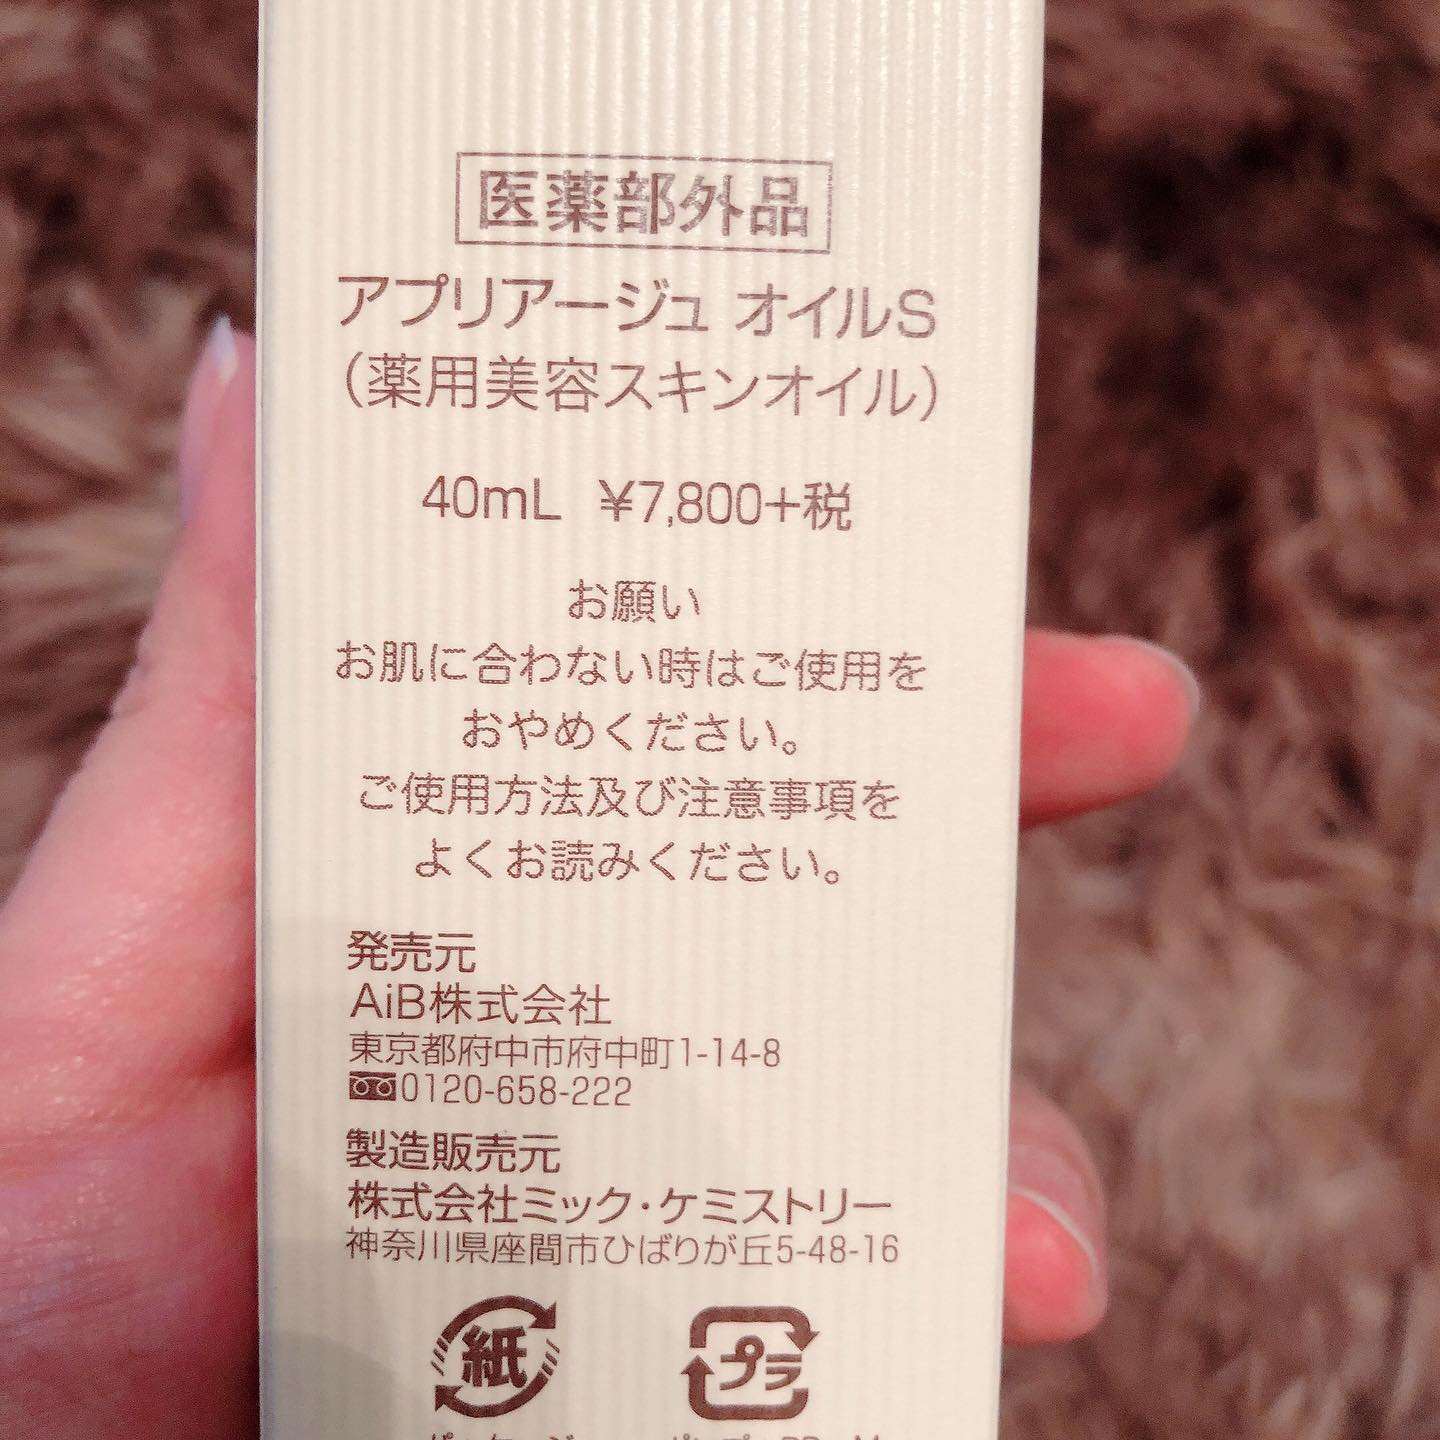 医薬部外品
アプリアージュ オイルS
(薬用美容スキンオイル)
40mL ¥7,800+税
お願い
お肌に合わない時はご使用を
おやめください。
ご使用方法及び注意事項を
よくお読みください。
発売元
AiB株式会社
東京都府中市府中町1-14-8
0120-658-222
製造販売元
株式会社ミック・ケミストリー
神奈川県座間市ひばりが丘5-48-16
紙 プラ